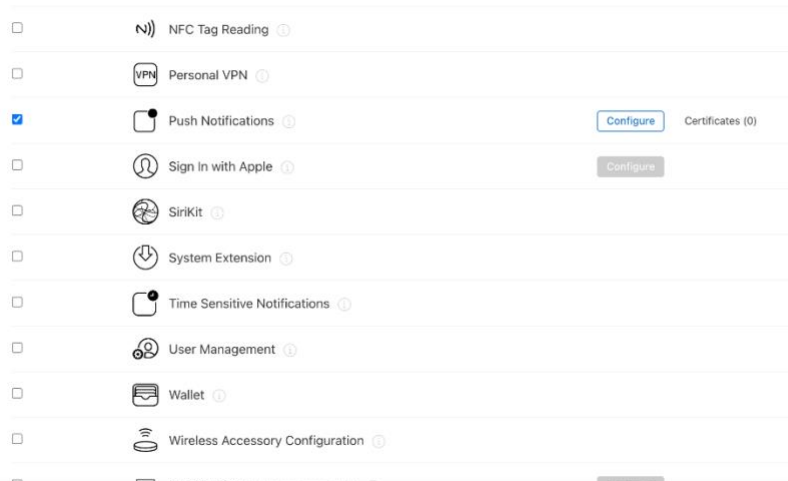 NFC Tag Reading
VPN Personal VPN
Push Notifications Configure Certificates (0)
Sign In with Apple Configure
SiriKit
System Extension
Time Sensitive Notifications
User Management
Wallet
Wireless Accessory Configuration